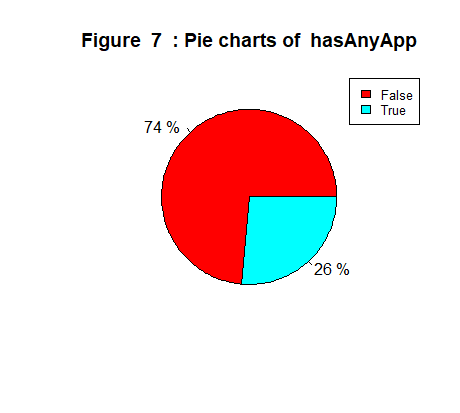 Figure 7 : Pie charts of hasAnyApp
False
True
74 %
26 %